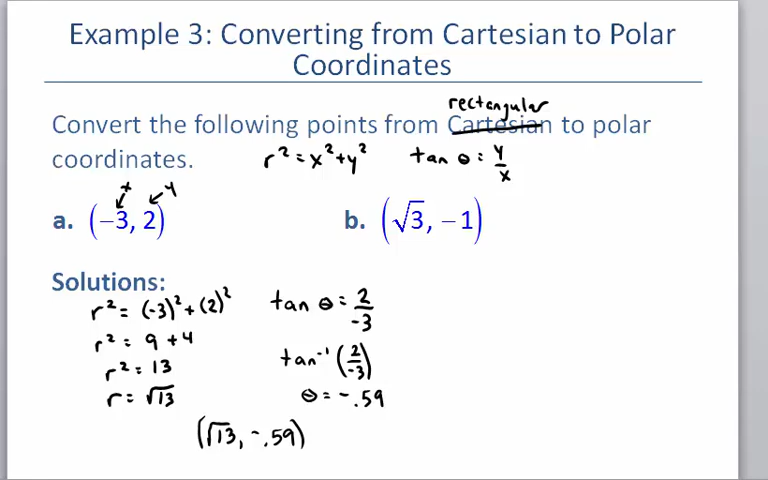 Example 3: Converting from Cartesian to Polar
Coordinates
rectangular
Convert the following points from Cartesian to polar
coordinates. r² = x² + y² tan θ = y/x
x y
a. (−3, 2) b. (√3, −1)
Solutions:
r² = (-3)² + (2)² tan θ = 2/-3
r² = 9 + 4 tan⁻¹ (2/-3)
r² = 13
r = √13 θ = -.59
(√13, -.59)